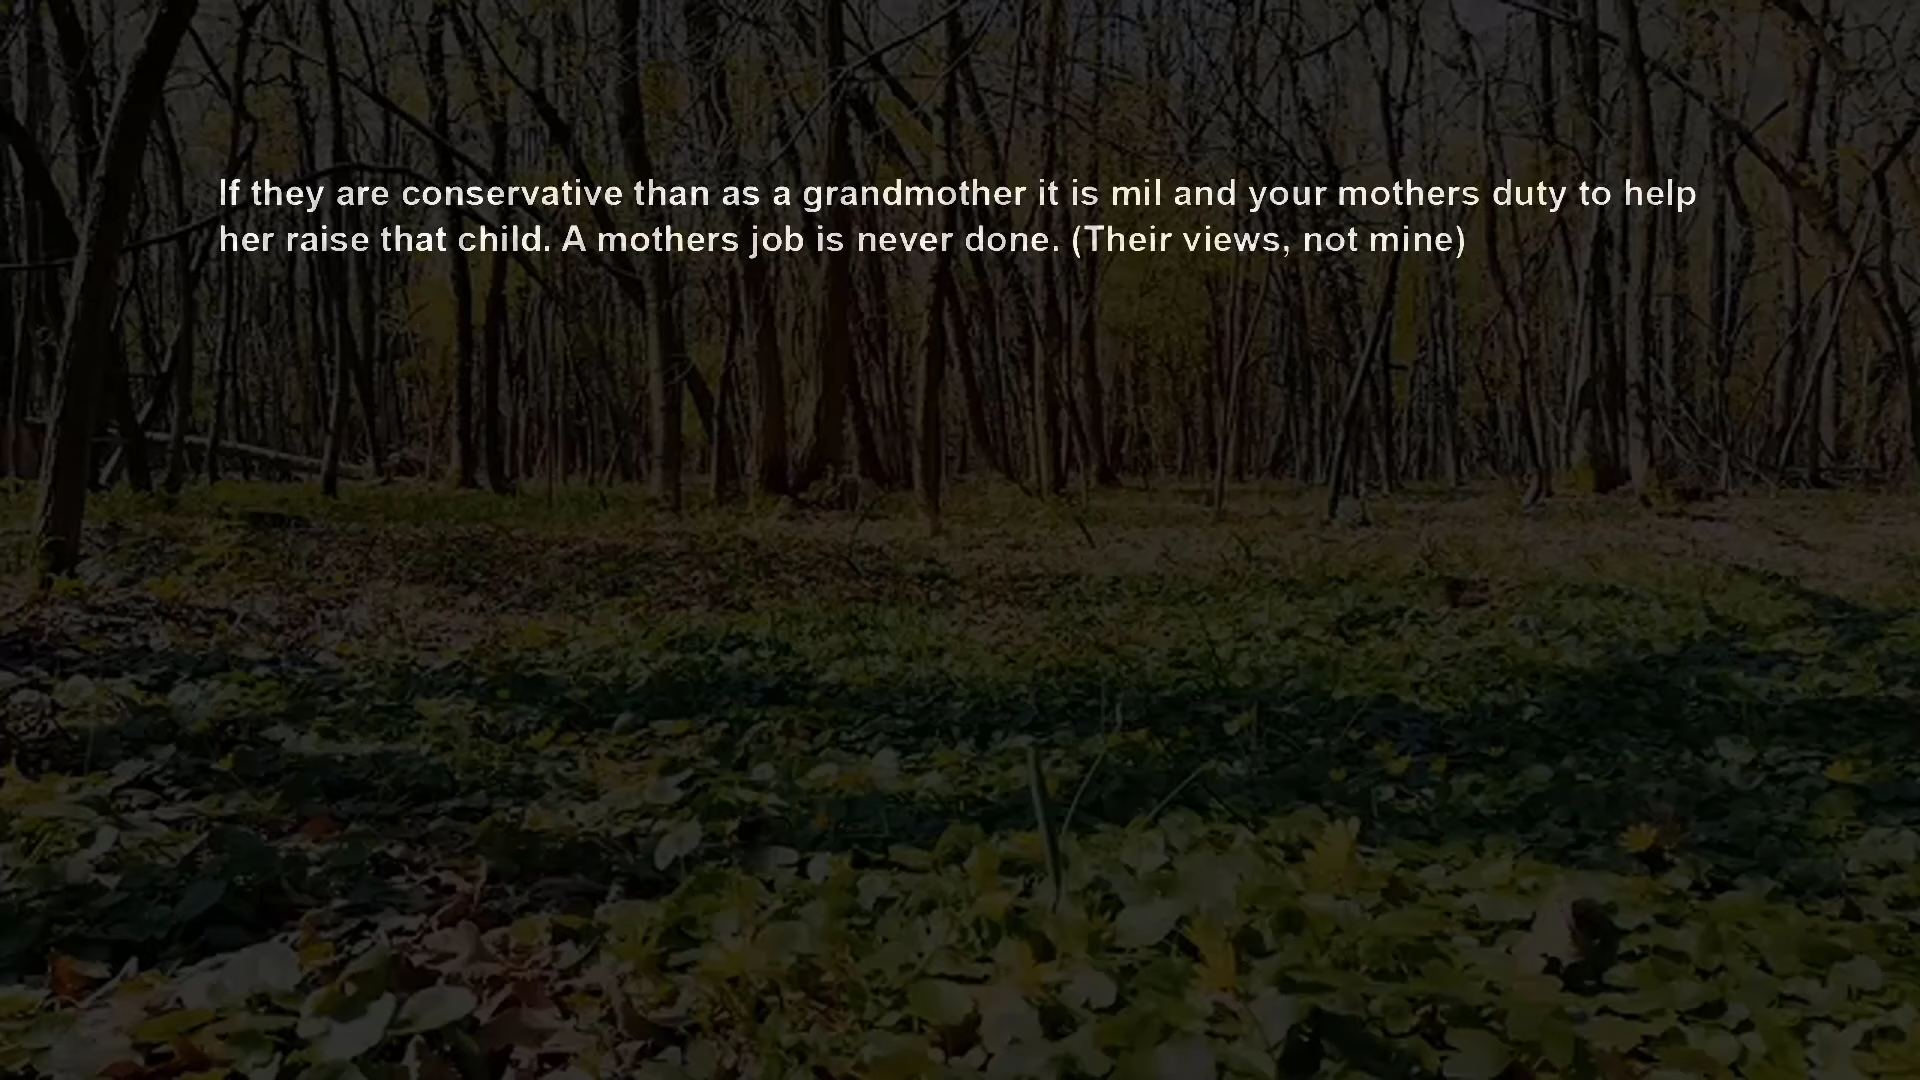 If they are conservative than as a grandmother it is mil and your mothers duty to help
her raise that child. A mothers job is never done. (Their views, not mine)